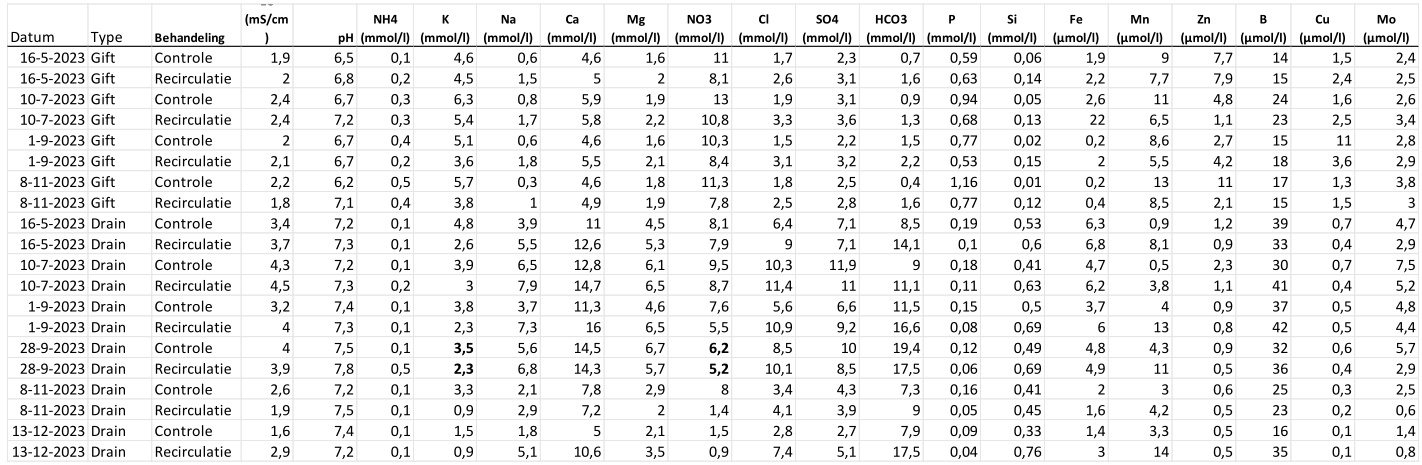 Datum Type Behandeling (mS/cm) pH NH4 (mmol/l) K (mmol/l) Na (mmol/l) Ca (mmol/l) Mg (mmol/l) NO3 (mmol/l) Cl (mmol/l) SO4 (mmol/l) HCO3 (mmol/l) P (mmol/l) Si (mmol/l) Fe (µmol/l) Mn (µmol/l) Zn (µmol/l) B (µmol/l) Cu (µmol/l) Mo (µmol/l)
16-5-2023 Gift Controle 1,9 6,5 0,1 4,6 0,6 4,6 1,6 11 1,7 2,3 0,7 0,59 0,06 1,9 9 7,7 14 1,5 2,4
16-5-2023 Gift Recirculatie 2 6,8 0,2 4,5 1,5 5 2 8,1 2,6 3,1 1,6 0,63 0,14 2,2 7,7 7,9 15 2,4 2,5
10-7-2023 Gift Controle 2,4 6,7 0,3 6,3 0,8 5,9 1,9 13 1,9 3,1 0,9 0,94 0,05 2,6 11 4,8 24 1,6 2,6
10-7-2023 Gift Recirculatie 2,4 7,2 0,3 5,4 1,7 5,8 2,2 10,8 3,3 3,6 1,3 0,68 0,13 22 6,5 1,1 23 2,5 3,4
1-9-2023 Gift Controle 2 6,7 0,4 5,1 0,6 4,6 1,6 10,3 1,5 2,2 1,5 0,77 0,02 0,2 8,6 2,7 15 11 2,8
1-9-2023 Gift Recirculatie 2,1 6,7 0,2 3,6 1,8 5,5 2,1 8,4 3,1 3,2 2,2 0,53 0,15 2 5,5 4,2 18 3,6 2,9
8-11-2023 Gift Controle 2,2 6,2 0,5 5,7 0,3 4,6 1,8 11,3 1,8 2,5 0,4 1,16 0,01 0,2 13 11 17 1,3 3,8
8-11-2023 Gift Recirculatie 1,8 7,1 0,4 3,8 1 4,9 1,9 7,8 2,5 2,8 1,6 0,77 0,12 0,4 8,5 2,1 15 1,5 3
16-5-2023 Drain Controle 3,4 7,2 0,1 4,8 3,9 11 4,5 8,1 6,4 7,1 8,5 0,19 0,53 6,3 0,9 1,2 39 0,7 4,7
16-5-2023 Drain Recirculatie 3,7 7,3 0,1 2,6 5,5 12,6 5,3 7,9 9 7,1 14,1 0,1 0,6 6,8 8,1 0,9 33 0,4 2,9
10-7-2023 Drain Controle 4,3 7,2 0,1 3,9 6,5 12,8 6,1 9,5 10,3 11,9 9 0,18 0,41 4,7 0,5 2,3 30 0,7 7,5
10-7-2023 Drain Recirculatie 4,5 7,3 0,2 3 7,9 14,7 6,5 8,7 11,4 11 11,1 0,11 0,63 6,2 3,8 1,1 41 0,4 5,2
1-9-2023 Drain Controle 3,2 7,4 0,1 3,8 3,7 11,3 4,6 7,6 5,6 6,6 11,5 0,15 0,5 3,7 4 0,9 37 0,5 4,8
1-9-2023 Drain Recirculatie 4 7,3 0,1 2,3 7,3 16 6,5 5,5 10,9 9,2 16,6 0,08 0,69 6 13 0,8 42 0,5 4,4
28-9-2023 Drain Controle 4 7,5 0,1 3,5 5,6 14,5 6,7 6,2 8,5 10 19,4 0,12 0,49 4,8 4,3 0,9 32 0,6 5,7
28-9-2023 Drain Recirculatie 3,9 7,8 0,5 2,3 6,8 14,3 5,7 5,2 10,1 8,5 17,5 0,06 0,69 4,9 11 0,5 36 0,4 2,9
8-11-2023 Drain Controle 2,6 7,2 0,1 3,3 2,1 7,8 2,9 8 3,4 4,3 7,3 0,16 0,41 2 3 0,6 25 0,3 2,5
8-11-2023 Drain Recirculatie 1,9 7,5 0,1 0,9 2,9 7,2 2 1,4 4,1 3,9 9 0,05 0,45 1,6 4,2 0,5 23 0,2 0,6
13-12-2023 Drain Controle 1,6 7,4 0,1 1,5 1,8 5 2,1 1,5 2,8 2,7 7,9 0,09 0,33 1,4 3,3 0,5 16 0,1 1,4
13-12-2023 Drain Recirculatie 2,9 7,2 0,1 0,9 5,1 10,6 3,5 0,9 7,4 5,1 17,5 0,04 0,76 3 14 0,5 35 0,1 0,8